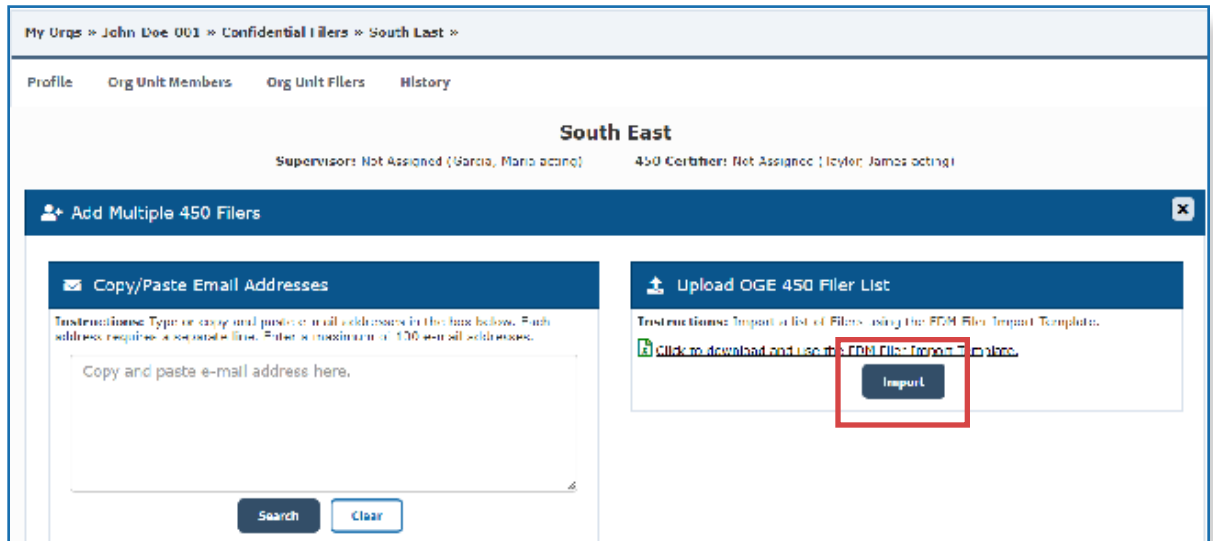 My Orgs » John Doe 001 » Confidential Filers » South East »
Profile Org Unit Members Org Unit Filers History
South East
Supervisor: Not Assigned (Garcia, Maria acting) 450 Certifier: Not Assigned (Taylor, James acting)
Add Multiple 450 Filers
Copy/Paste Email Addresses
Instructions: Type or copy and paste e-mail addresses in the box below. Each
address requires a separate line. Enter a maximum of 100 e-mail addresses.
Copy and paste e-mail address here.
Search Clear
Upload OGE 450 Filer List
Instructions: Import a list of Filers using the FDM Filer Import Template.
Click to download and use the FDM Filer Import Template.
Import